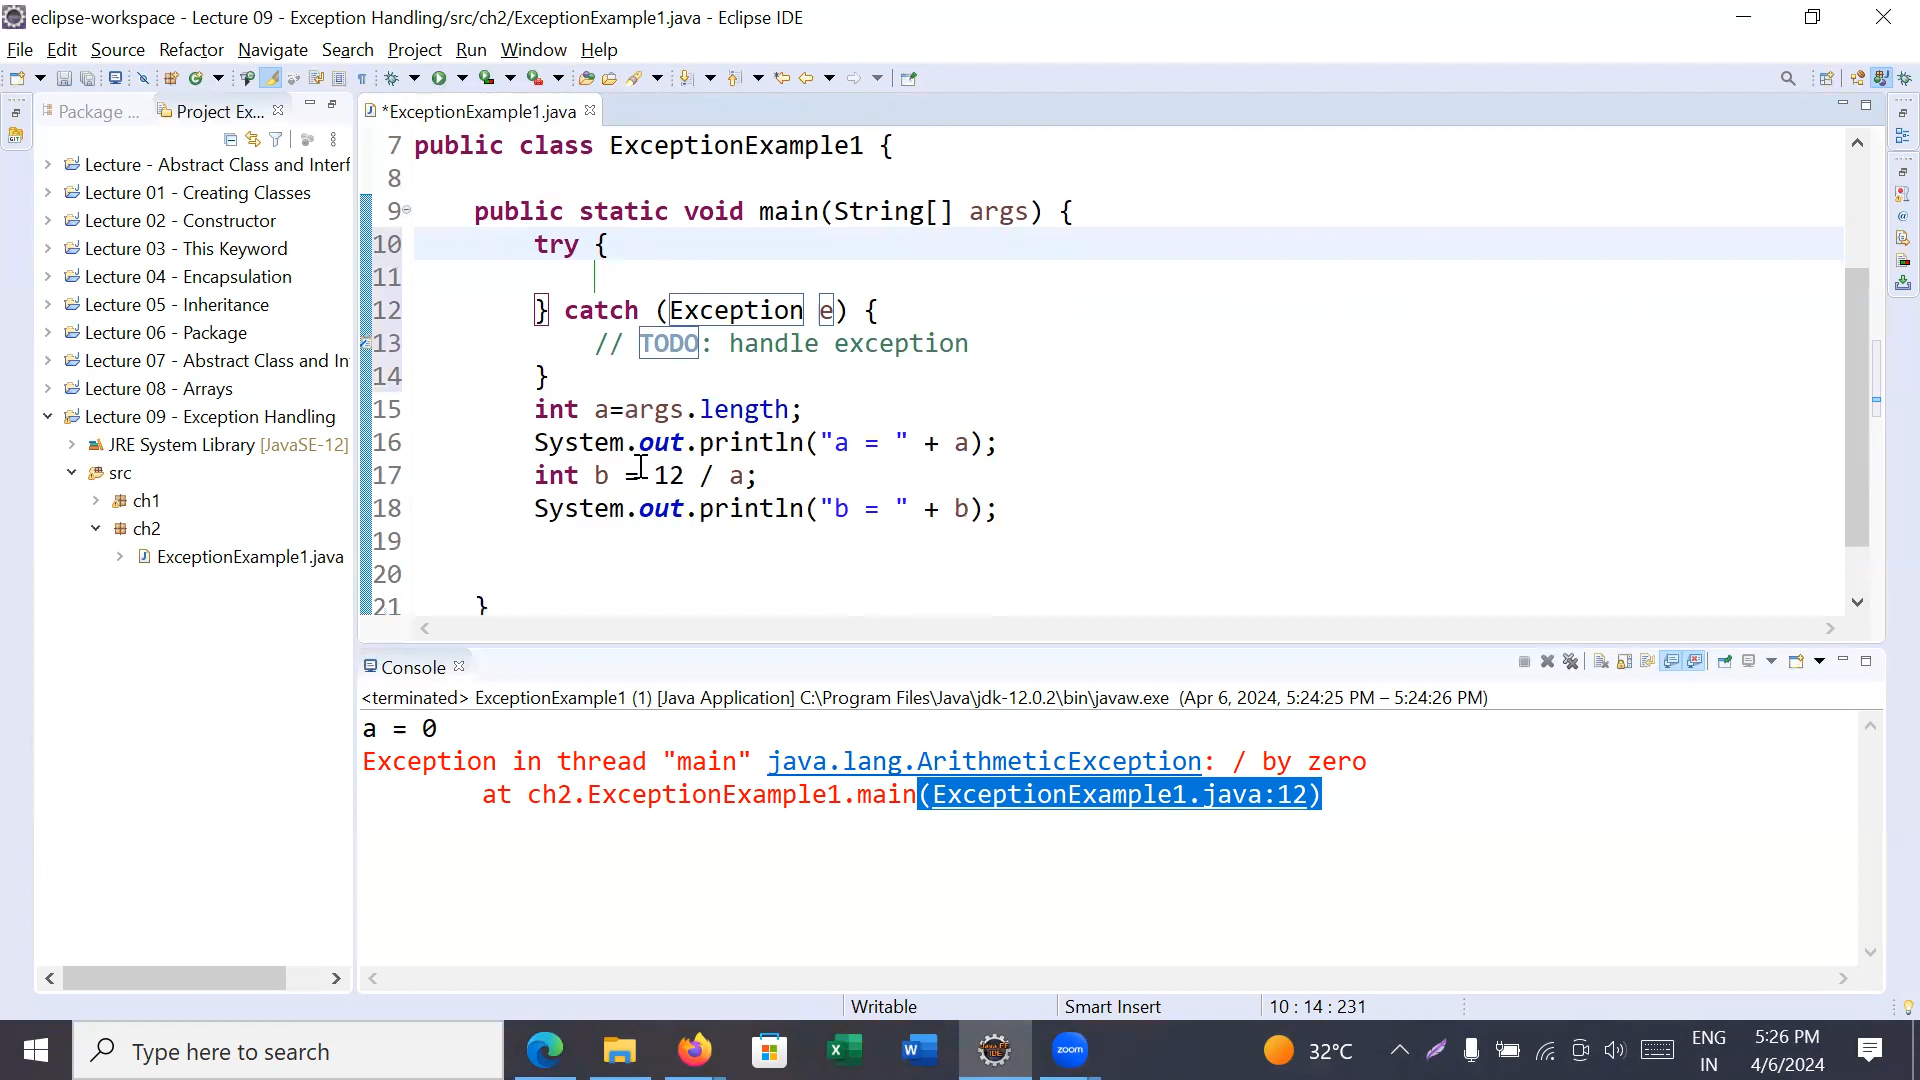 eclipse-workspace - Lecture 09 - Exception Handling/src/ch2/ExceptionExample1.java - Eclipse IDE
File Edit Source Refactor Navigate Search Project Run Window Help
Package ... Project Ex...
Lecture - Abstract Class and Interf
Lecture 01 - Creating Classes
Lecture 02 - Constructor
Lecture 03 - This Keyword
Lecture 04 - Encapsulation
Lecture 05 - Inheritance
Lecture 06 - Package
Lecture 07 - Abstract Class and In
Lecture 08 - Arrays
Lecture 09 - Exception Handling
JRE System Library [JavaSE-12]
src
ch1
ch2
ExceptionExample1.java
*ExceptionExample1.java
7 public class ExceptionExample1 {
8
9 public static void main(String[] args) {
10 try {
11
12 } catch (Exception e) {
13 // TODO: handle exception
14 }
15 int a=args.length;
16 System.out.println("a = " + a);
17 int b = 12 / a;
18 System.out.println("b = " + b);
19
20
21 }
Console
<terminated> ExceptionExample1 (1) [Java Application] C:\Program Files\Java\jdk-12.0.2\bin\javaw.exe (Apr 6, 2024, 5:24:25 PM – 5:24:26 PM)
a = 0
Exception in thread "main" java.lang.ArithmeticException: / by zero
at ch2.ExceptionExample1.main(ExceptionExample1.java:12)
Writable Smart Insert 10 : 14 : 231
Type here to search
zoom
32°C
ENG
IN
5:26 PM
4/6/2024